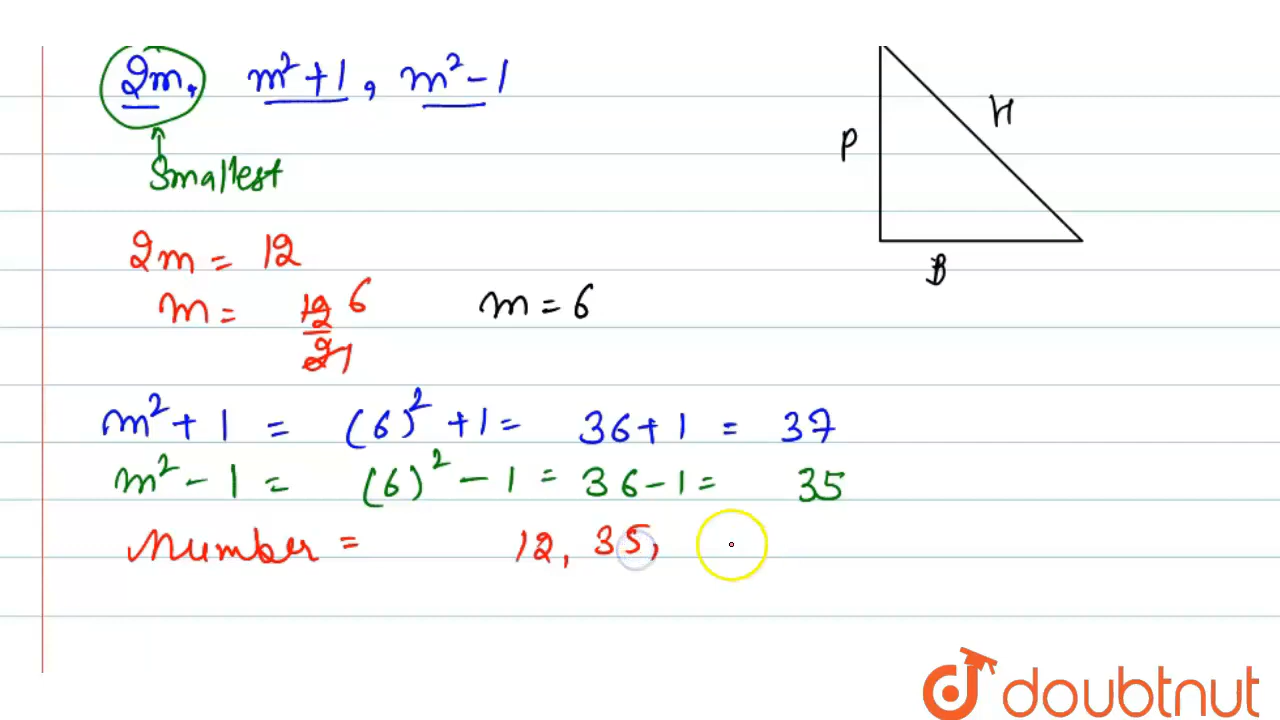 2m, m²+1, m²-1
Smallest
P
H
B
2m = 12
m = 12/2 6 1
m = 6
m²+1 = (6)²+1 = 36+1 = 37
m²-1 = (6)²-1 = 36-1 = 35
Number = 12, 35,
doubtnut